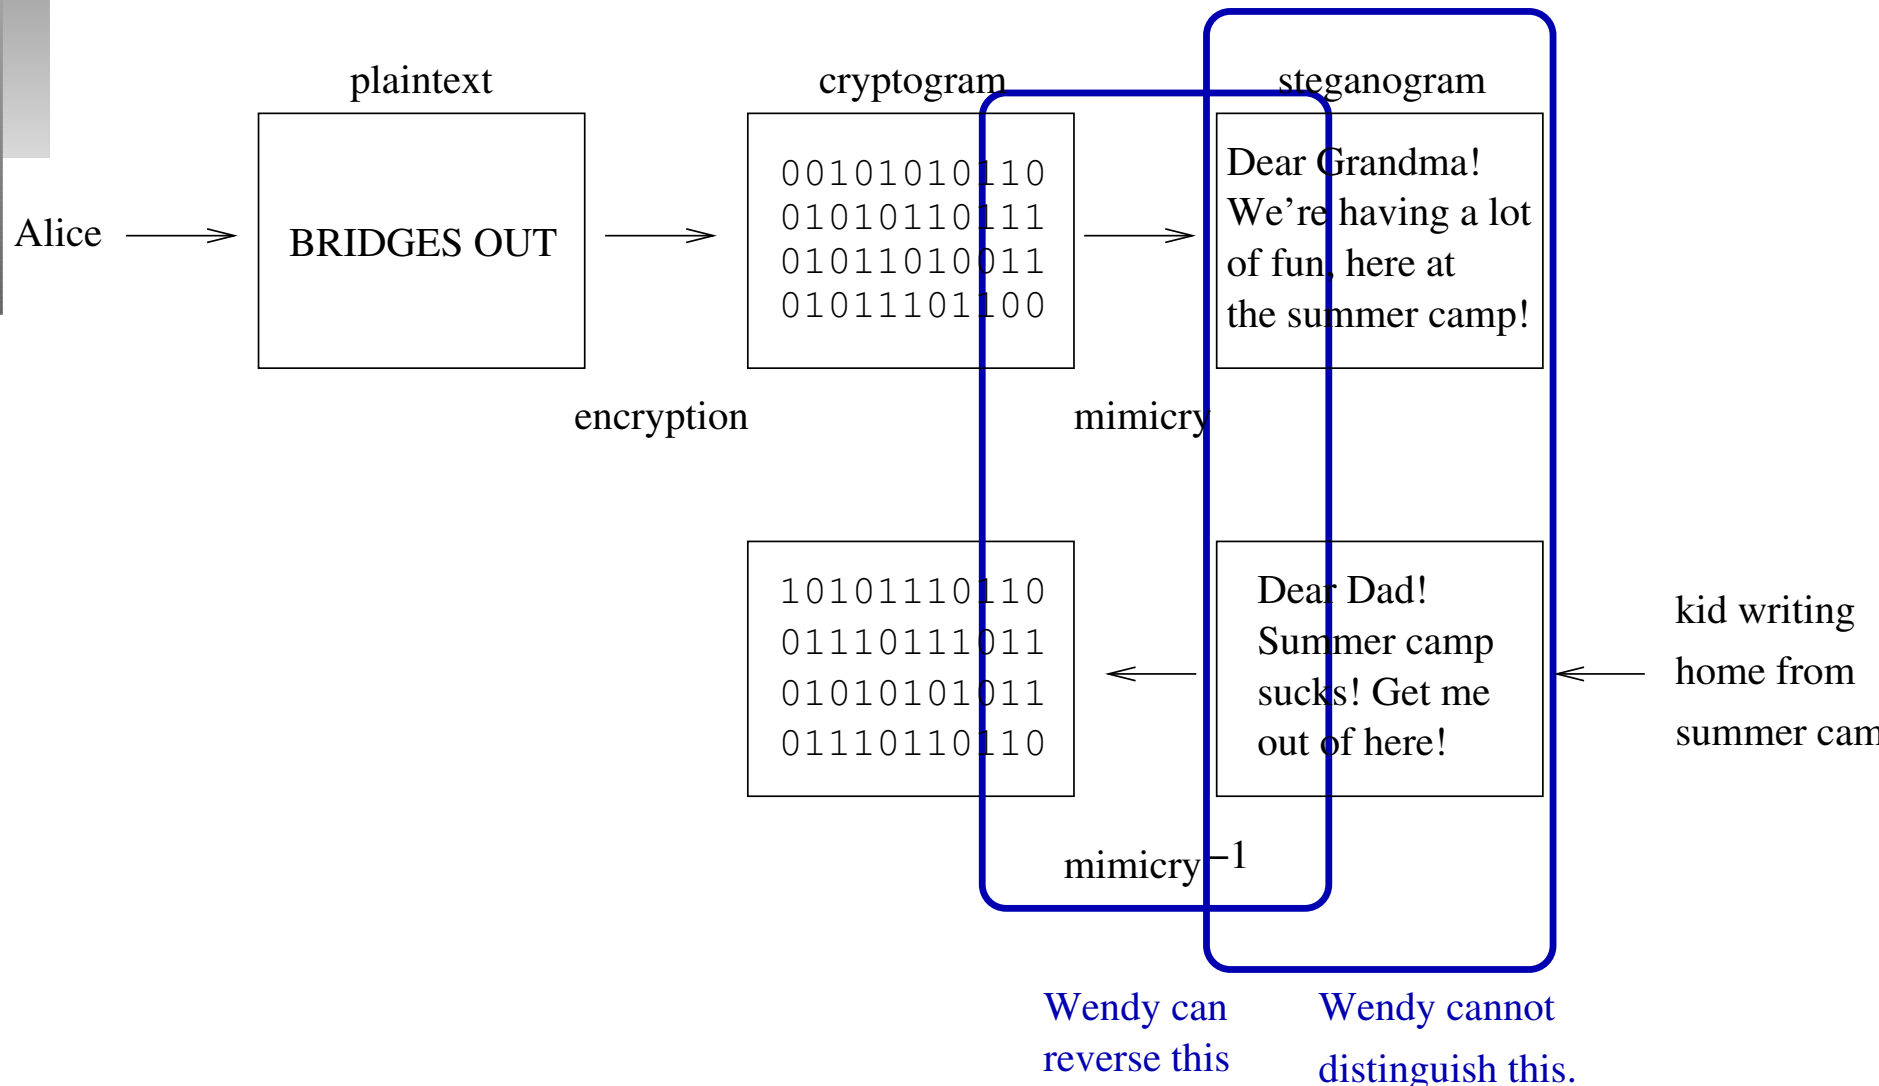 plaintext
cryptogram
steganogram
Alice
BRIDGES OUT
00101010110
01010110111
01011010011
01011101100
Dear Grandma!
We’re having a lot
of fun, here at
the summer camp!
encryption
mimicry
10101110110
01110111011
01010101011
01110110110
Dear Dad!
Summer camp
sucks! Get me
out of here!
kid writing
home from
summer cam
mimicry−1
Wendy can
reverse this
Wendy cannot
distinguish this.